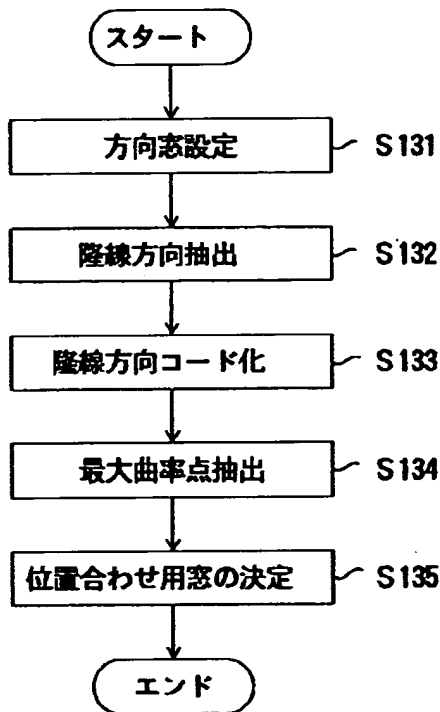 スタート
方向窓設定 S131
隆線方向抽出 S132
隆線方向コード化 S133
最大曲率点抽出 S134
位置合わせ用窓の決定 S135
エンド